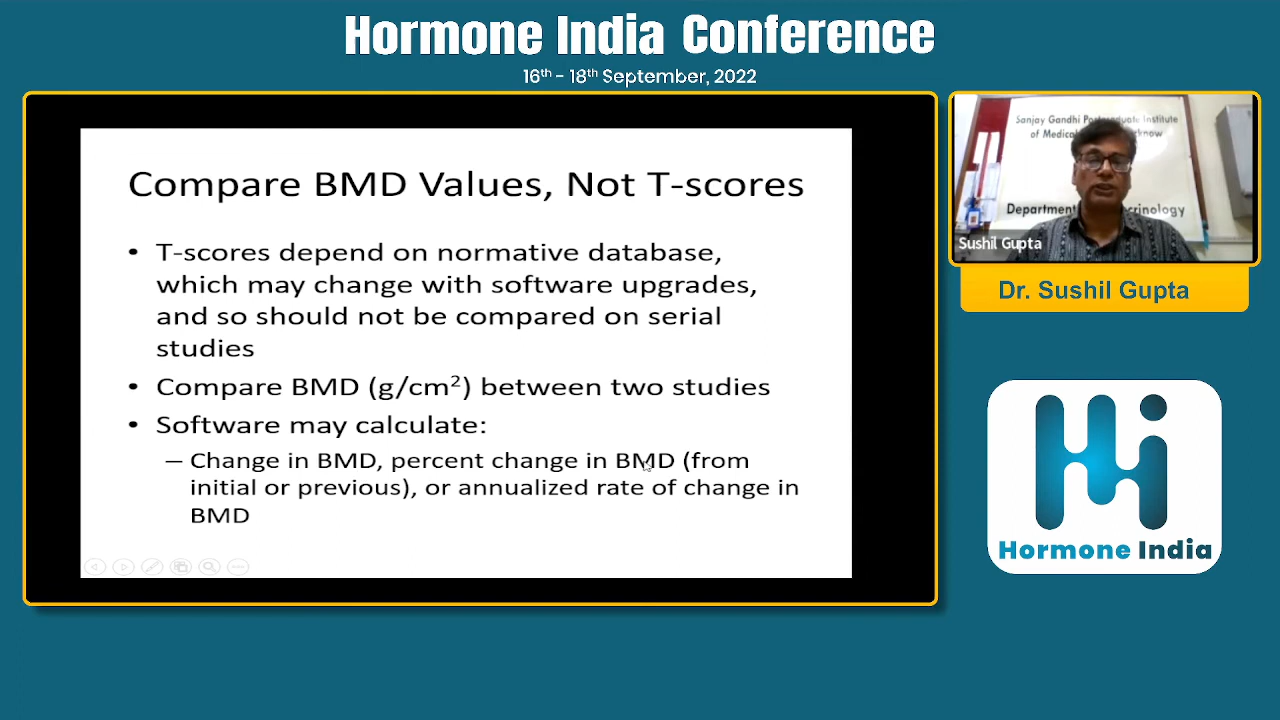 Hormone India Conference
16th - 18th September, 2022
Compare BMD Values, Not T-scores
• T-scores depend on normative database,
which may change with software upgrades,
and so should not be compared on serial
studies
• Compare BMD (g/cm²) between two studies
• Software may calculate:
– Change in BMD, percent change in BMD (from
initial or previous), or annualized rate of change in
BMD
Sanjay Gandhi Postgraduate Institute
of Medical
Department
Sushil Gupta
Dr. Sushil Gupta
Hormone India